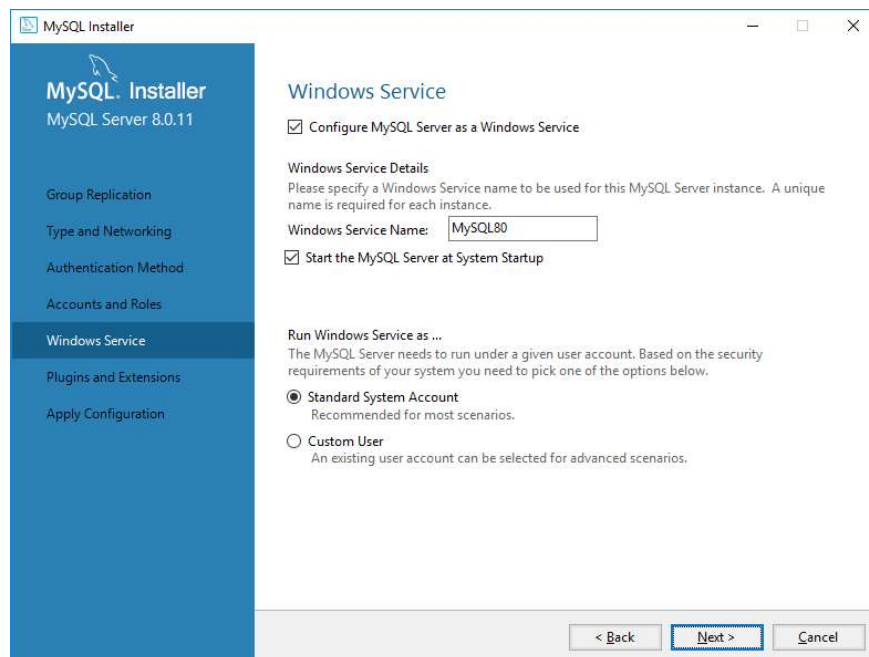 MySQL Installer
MySQL. Installer
MySQL Server 8.0.11
Group Replication
Type and Networking
Authentication Method
Accounts and Roles
Windows Service
Plugins and Extensions
Apply Configuration
Windows Service
Configure MySQL Server as a Windows Service
Windows Service Details
Please specify a Windows Service name to be used for this MySQL Server instance. A unique
name is required for each instance.
Windows Service Name: MySQL80
Start the MySQL Server at System Startup
Run Windows Service as ...
The MySQL Server needs to run under a given user account. Based on the security
requirements of your system you need to pick one of the options below.
Standard System Account
Recommended for most scenarios.
Custom User
An existing user account can be selected for advanced scenarios.
< Back Next > Cancel